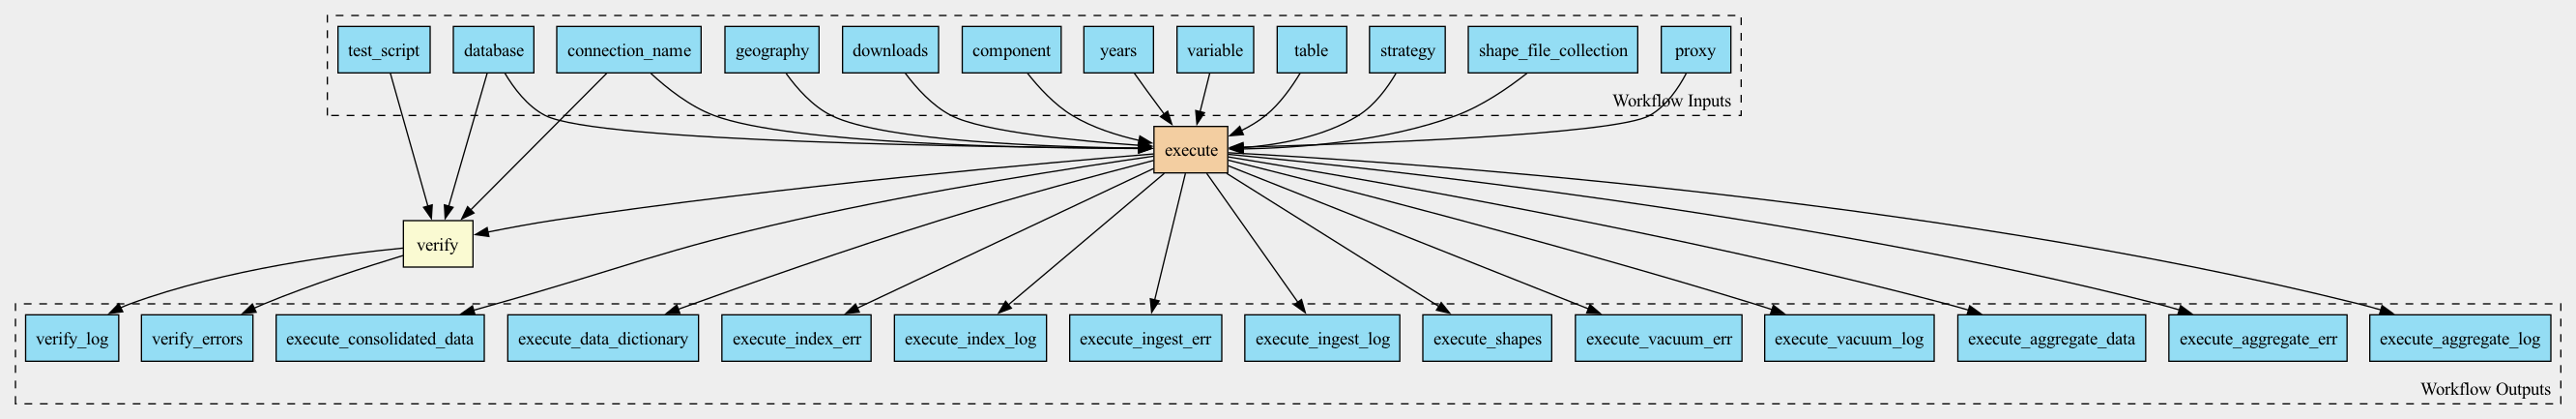 test_script
database
connection_name
geography
downloads
component
years
variable
table
strategy
shape_file_collection
proxy
Workflow Inputs
execute
verify
verify_log
verify_errors
execute_consolidated_data
execute_data_dictionary
execute_index_err
execute_index_log
execute_ingest_err
execute_ingest_log
execute_shapes
execute_vacuum_err
execute_vacuum_log
execute_aggregate_data
execute_aggregate_err
execute_aggregate_log
Workflow Outputs